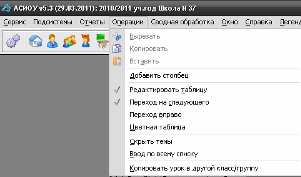 АСИОУ v5.3 (29.03.2011): 2010/2011 уч.год Школа N 37
Сервис Подсистемы Отчеты Операции Сводная обработка Окно Справка Легенд
Вырезать
Копировать
Вставить
Добавить столбец
Редактировать таблицу
Переход на следующего
Переход вправо
Цветная таблица
Скрыть темы
Ввод по всему списку
Копировать урок в другой класс/группу